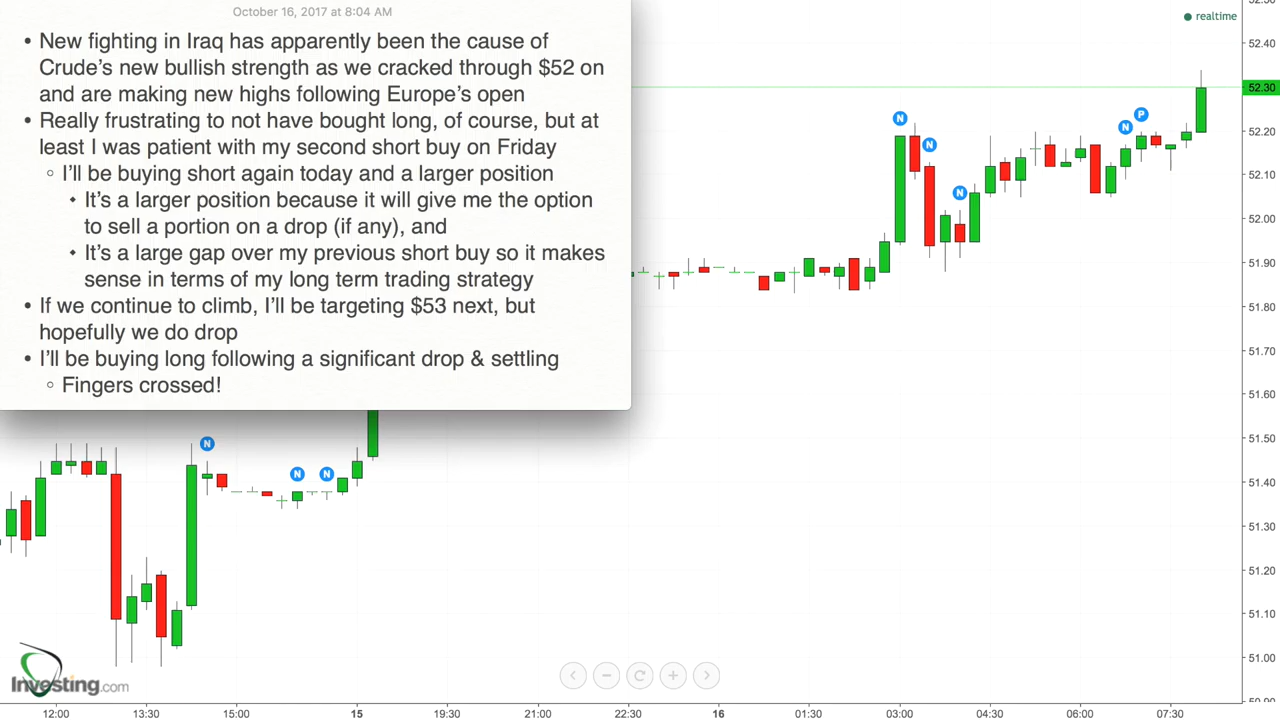 October 16, 2017 at 8:04 AM
• New fighting in Iraq has apparently been the cause of
Crude’s new bullish strength as we cracked through $52 on
and are making new highs following Europe’s open
• Really frustrating to not have bought long, of course, but at
least I was patient with my second short buy on Friday
◦ I’ll be buying short again today and a larger position
⬩ It’s a larger position because it will give me the option
to sell a portion on a drop (if any), and
⬩ It’s a large gap over my previous short buy so it makes
sense in terms of my long term trading strategy
• If we continue to climb, I’ll be targeting $53 next, but
hopefully we do drop
• I’ll be buying long following a significant drop & settling
◦ Fingers crossed!
realtime
52.40
52.30
52.20
52.10
52.00
51.90
51.80
51.70
51.60
51.50
51.40
51.30
51.20
51.10
51.00
N
N
N
N
P
N
N
N
Investing.com
12:00
13:30
15:00
15
19:30
21:00
22:30
16
01:30
03:00
04:30
06:00
07:30